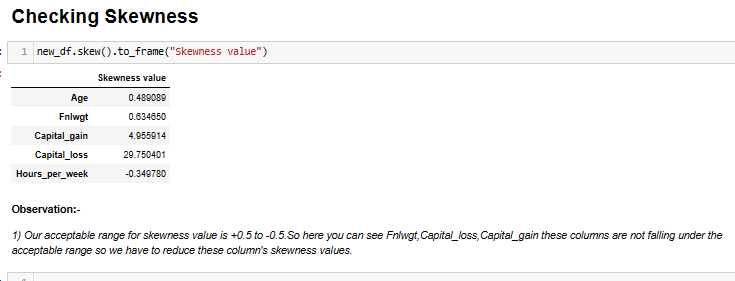 Checking Skewness
1 new_df.skew().to_frame("Skewness value")
Skewness value
Age 0.489089
Fnlwgt 0.634650
Capital_gain 4.955914
Capital_loss 29.750401
Hours_per_week -0.349780
Observation:-
1) Our acceptable range for skewness value is +0.5 to -0.5.So here you can see Fnlwgt,Capital_loss,Capital_gain these columns are not falling under the
acceptable range so we have to reduce these column's skewness values.